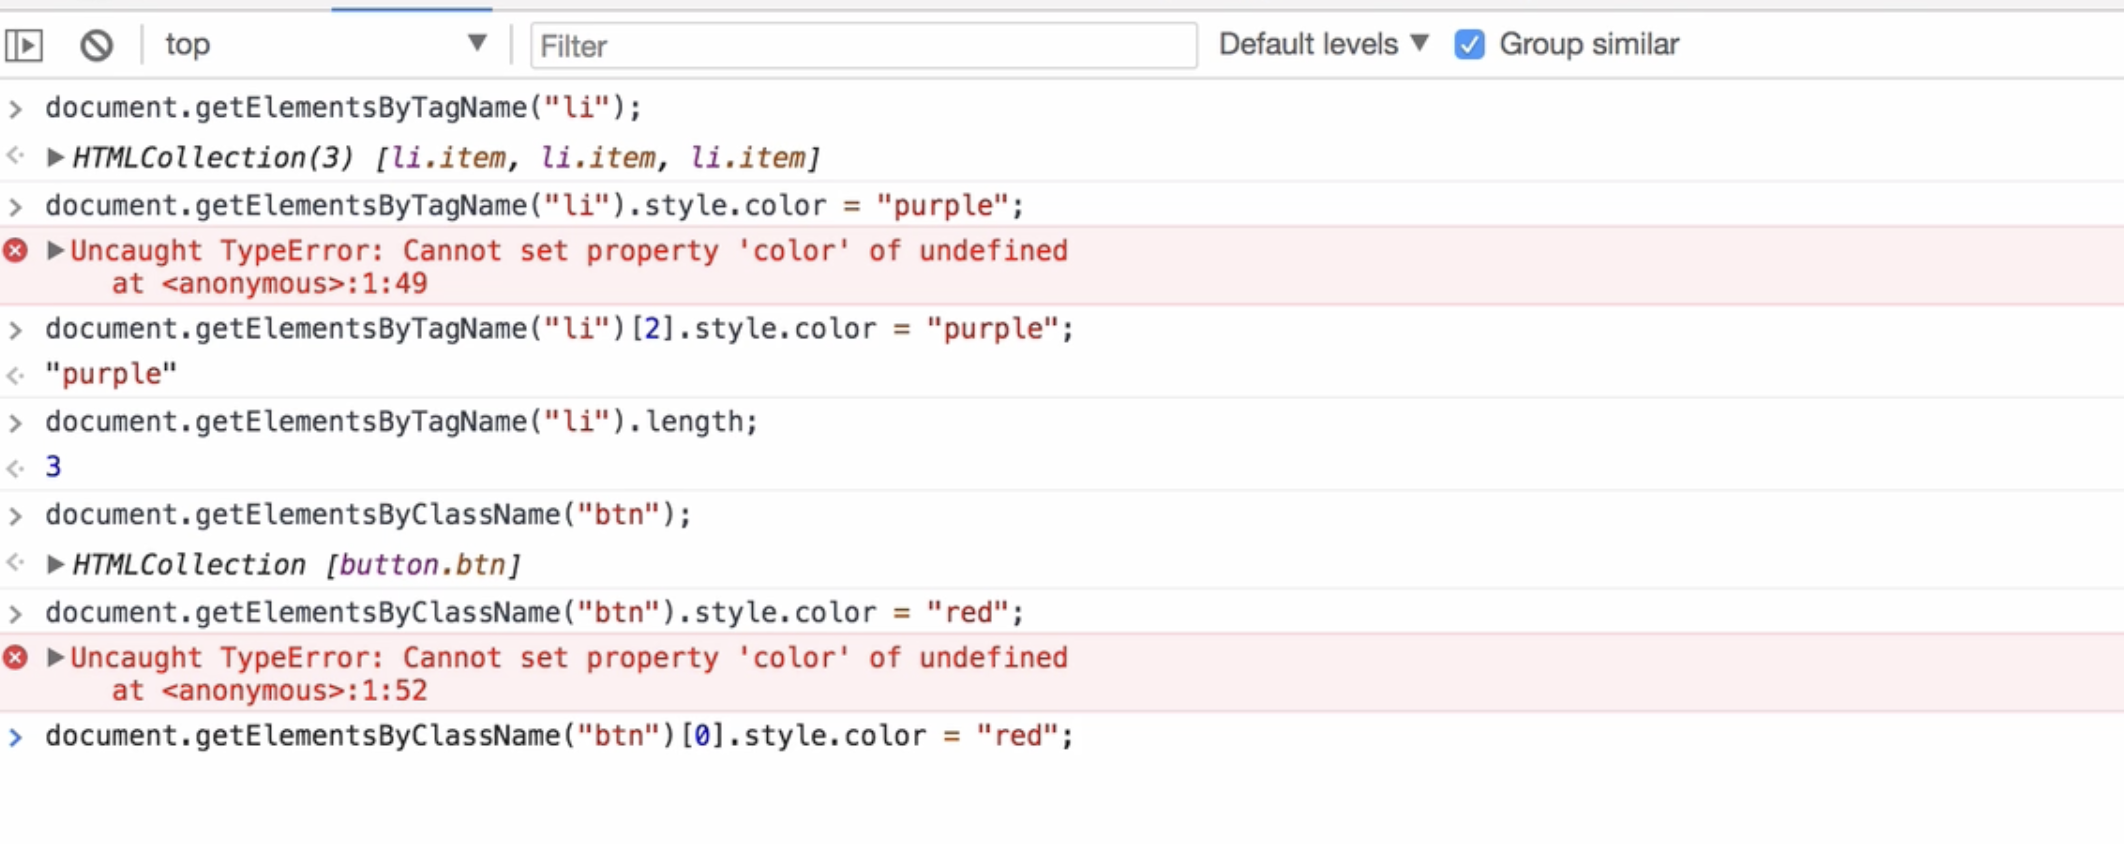 top Filter Default levels Group similar
document.getElementsByTagName("li");
HTMLCollection(3) [li.item, li.item, li.item]
document.getElementsByTagName("li").style.color = "purple";
Uncaught TypeError: Cannot set property 'color' of undefined
at <anonymous>:1:49
document.getElementsByTagName("li")[2].style.color = "purple";
"purple"
document.getElementsByTagName("li").length;
3
document.getElementsByClassName("btn");
HTMLCollection [button.btn]
document.getElementsByClassName("btn").style.color = "red";
Uncaught TypeError: Cannot set property 'color' of undefined
at <anonymous>:1:52
document.getElementsByClassName("btn")[0].style.color = "red";